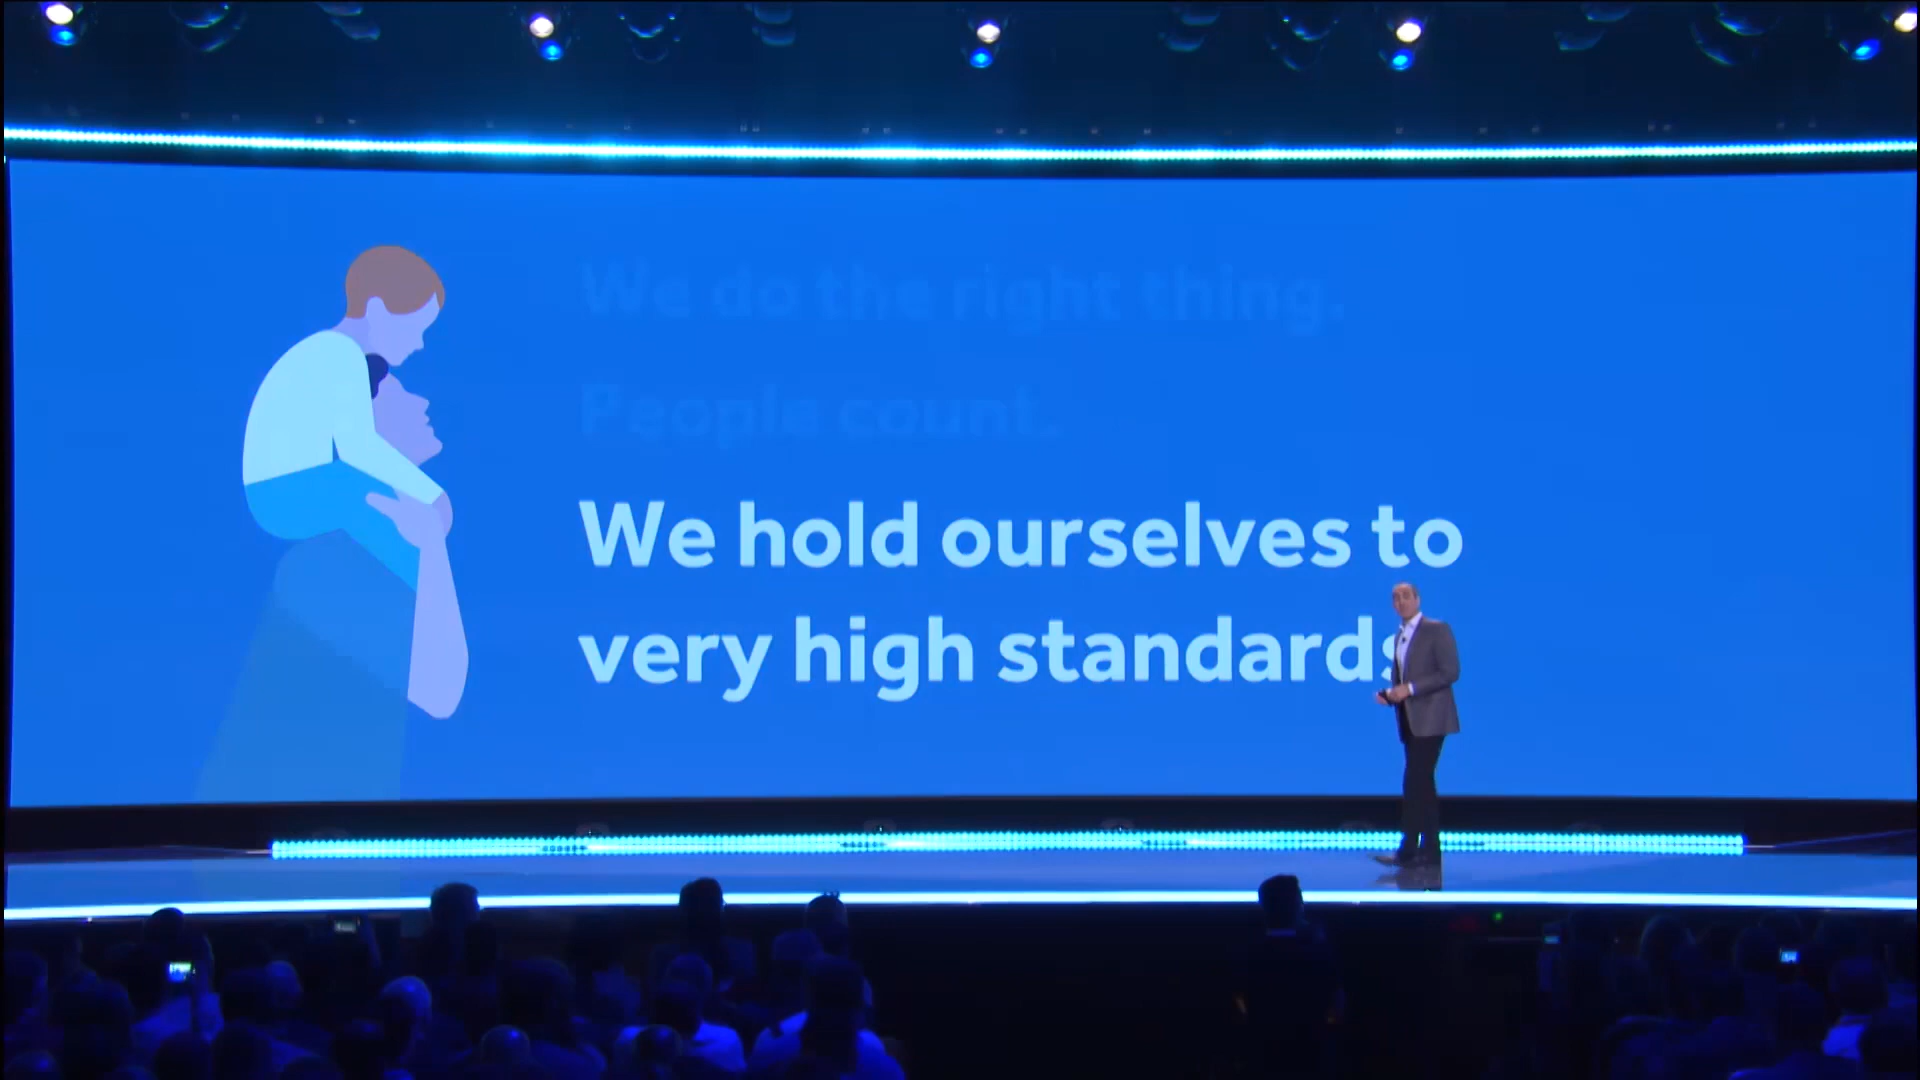 We do the right thing.
People count.
We hold ourselves to
very high standards